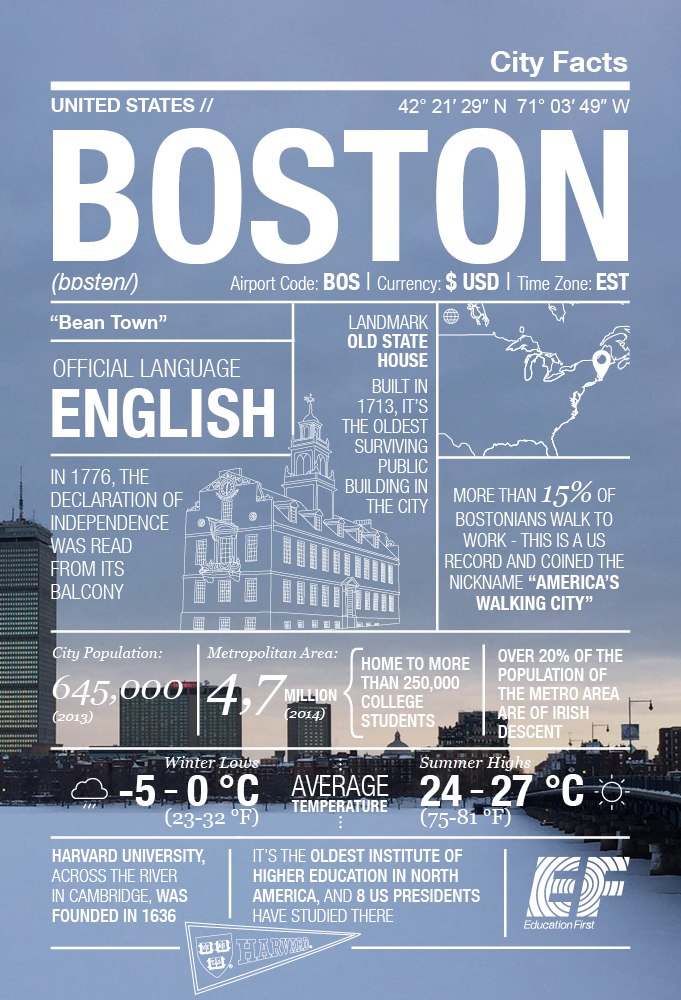 City Facts
UNITED STATES //
42° 21′ 29″ N 71° 03′ 49″ W
BOSTON
(bɒstən/)
Airport Code: BOS | Currency: $ USD | Time Zone: EST
“Bean Town”
OFFICIAL LANGUAGE
ENGLISH
IN 1776, THE
DECLARATION OF
INDEPENDENCE
WAS READ
FROM ITS
BALCONY
LANDMARK
OLD STATE
HOUSE
BUILT IN
1713, IT’S
THE OLDEST
SURVIVING
PUBLIC
BUILDING IN
THE CITY
MORE THAN 15% OF
BOSTONIANS WALK TO
WORK - THIS IS A US
RECORD AND COINED THE
NICKNAME “AMERICA’S
WALKING CITY”
City Population:
645,000
(2013)
Metropolitan Area:
4,7 MILLION
(2014)
HOME TO MORE
THAN 250,000
COLLEGE
STUDENTS
OVER 20% OF THE
POPULATION OF
THE METRO AREA
ARE OF IRISH
DESCENT
Winter Lows
-5 - 0 °C
(23-32 °F)
AVERAGE
TEMPERATURE
Summer Highs
24 - 27 °C
(75-81 °F)
HARVARD UNIVERSITY,
ACROSS THE RIVER
IN CAMBRIDGE, WAS
FOUNDED IN 1636
IT’S THE OLDEST INSTITUTE OF
HIGHER EDUCATION IN NORTH
AMERICA, AND 8 US PRESIDENTS
HAVE STUDIED THERE
EF
Education First
HARVARD